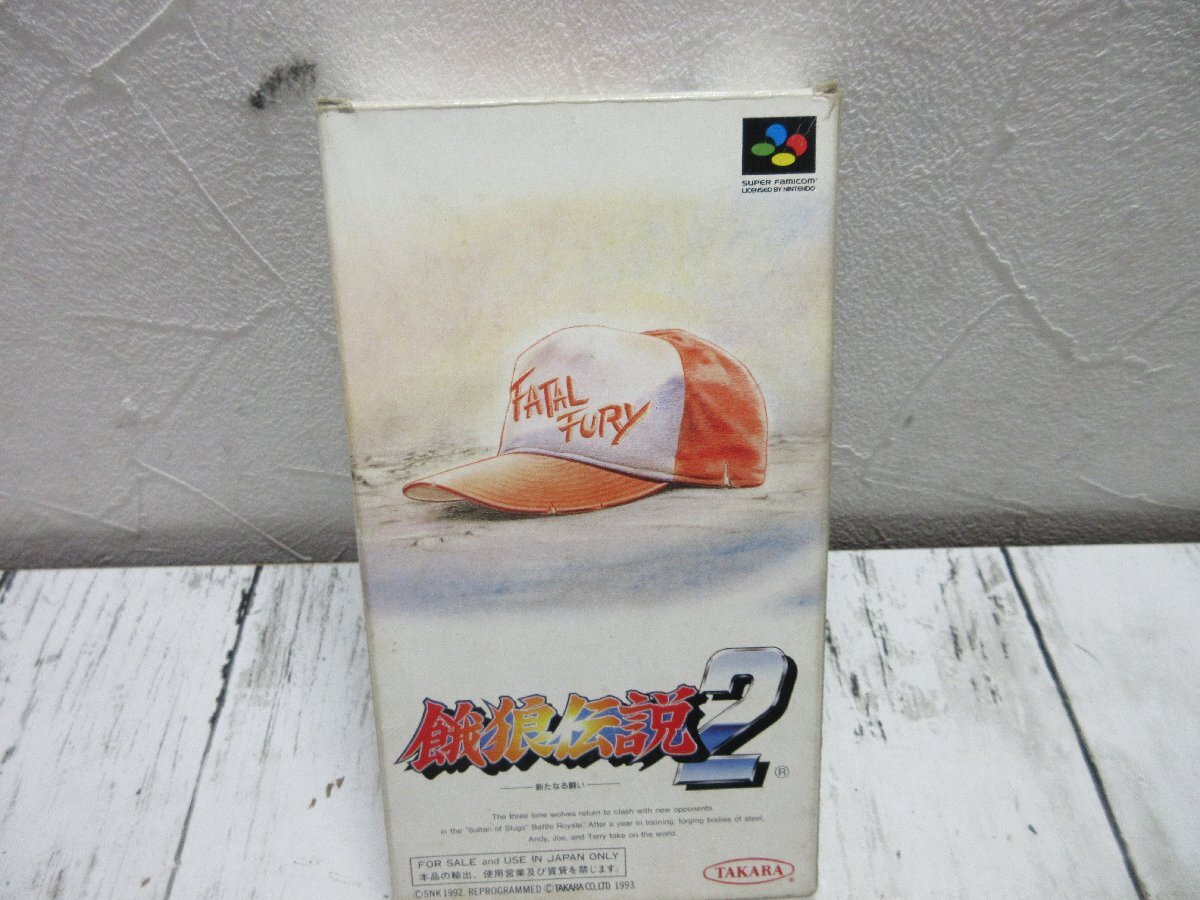 SUPER FAMICOM
LICENSED BY NINTENDO
FATAL
FURY
餓狼伝説2
®
新たなる闘い
The three lone wolves return to clash with new opponents
in the "Sultan of Slugs" Battle Royale. After a year in training, forging bodies of steel,
Andy, Joe, and Terry take on the world.
FOR SALE and USE IN JAPAN ONLY
本品の輸出、使用営業及び賃貸を禁じます。
TAKARA®
©SNK 1992. REPROGRAMMED ©TAKARA CO.,LTD 1993.